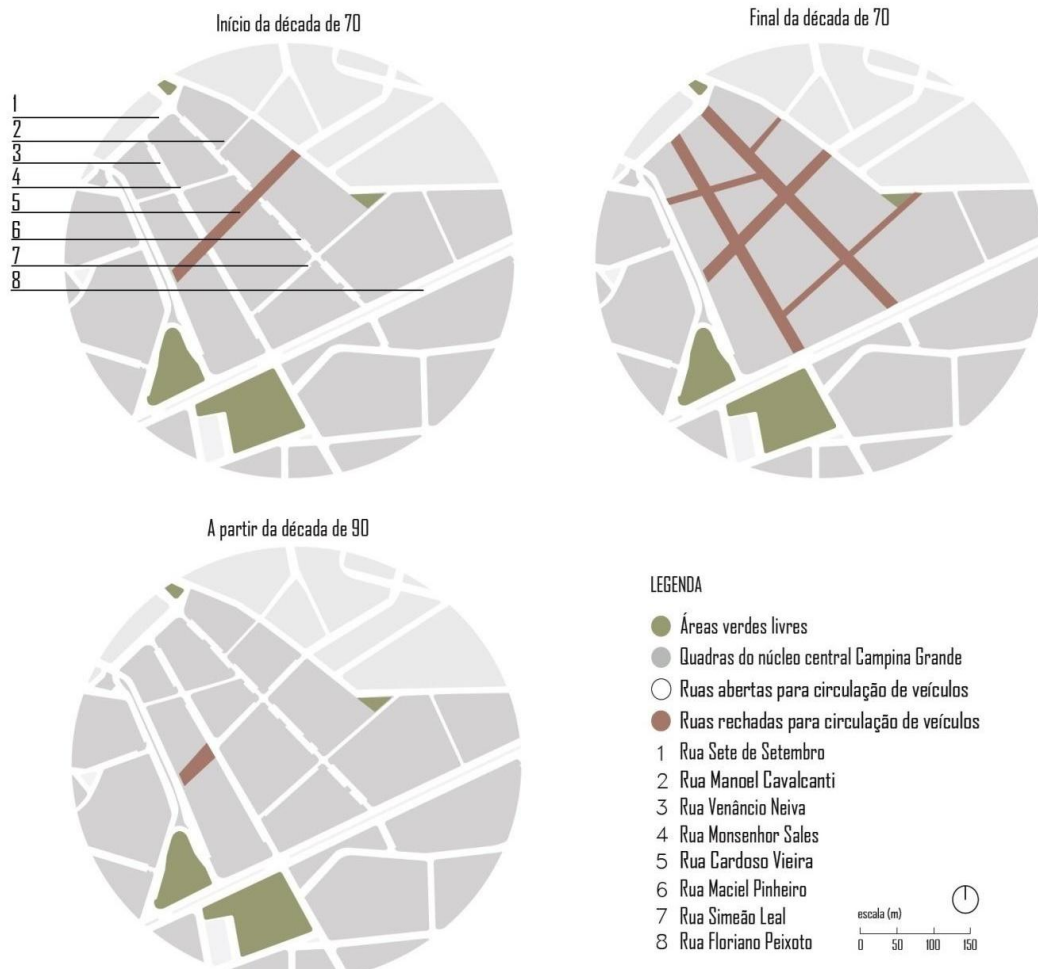 Início da década de 70
Final da década de 70
1
2
3
4
5
6
7
8
A partir da década de 90
LEGENDA
Áreas verdes livres
Quadras do núcleo central Campina Grande
Ruas abertas para circulação de veículos
Ruas rechadas para circulação de veículos
1 Rua Sete de Setembro
2 Rua Manoel Cavalcanti
3 Rua Venâncio Neiva
4 Rua Monsenhor Sales
5 Rua Cardoso Vieira
6 Rua Maciel Pinheiro
7 Rua Simeão Leal
8 Rua Floriano Peixoto
escala (m)
0 50 100 150